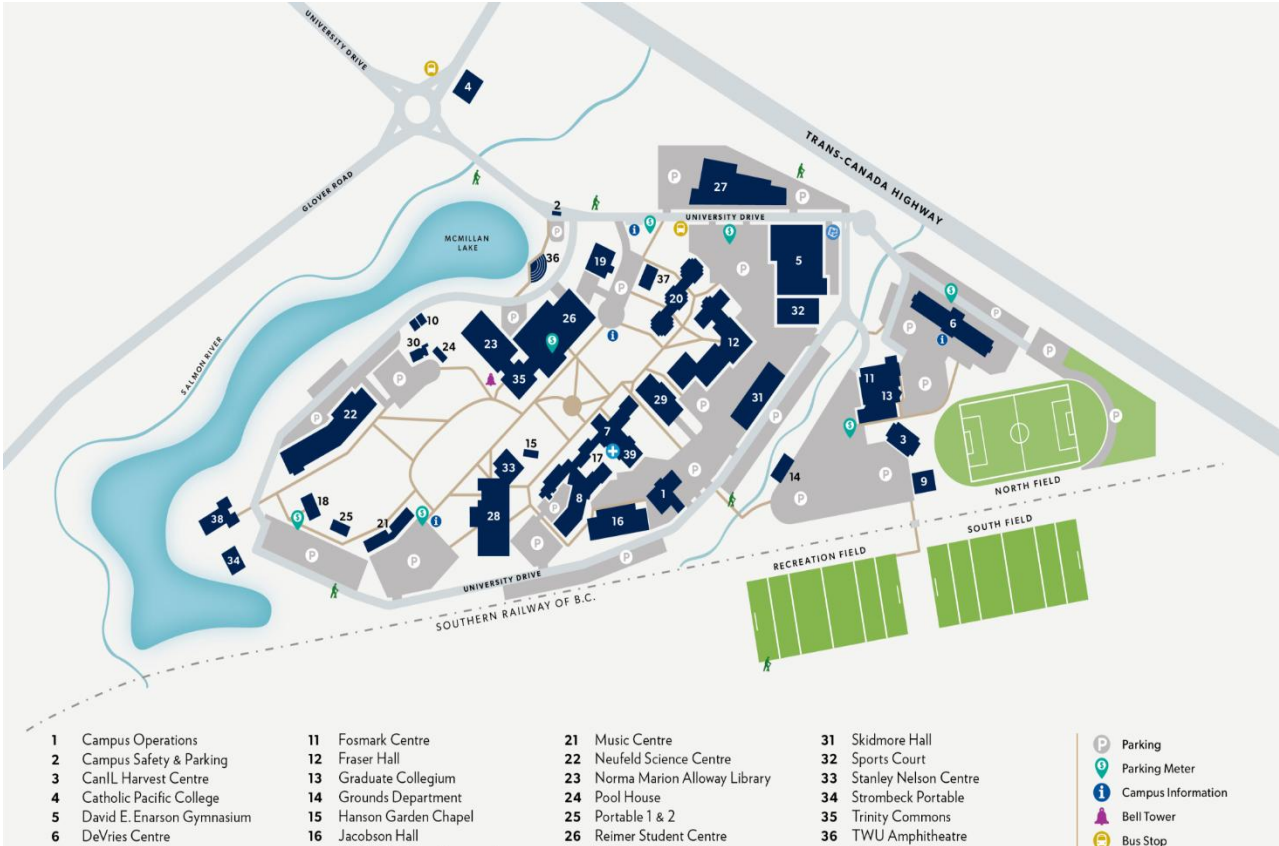 UNIVERSITY DRIVE
4
TRANS-CANADA HIGHWAY
GLOVER ROAD
27
2
UNIVERSITY DRIVE
MCMILLAN
LAKE
36
19
37
5
20
26
32
6
10
30
24
23
12
35
SALMON RIVER
11
13
31
29
22
7
3
15
39
17
33
14
9
NORTH FIELD
18
8
1
38
25
21
28
16
SOUTH FIELD
34
RECREATION FIELD
UNIVERSITY DRIVE
SOUTHERN RAILWAY OF B.C.
1 Campus Operations
2 Campus Safety & Parking
3 CanIL Harvest Centre
4 Catholic Pacific College
5 David E. Enarson Gymnasium
6 DeVries Centre
11 Fosmark Centre
12 Fraser Hall
13 Graduate Collegium
14 Grounds Department
15 Hanson Garden Chapel
16 Jacobson Hall
21 Music Centre
22 Neufeld Science Centre
23 Norma Marion Alloway Library
24 Pool House
25 Portable 1 & 2
26 Reimer Student Centre
31 Skidmore Hall
32 Sports Court
33 Stanley Nelson Centre
34 Strombeck Portable
35 Trinity Commons
36 TWU Amphitheatre
P Parking
$ Parking Meter
i Campus Information
Bell Tower
Bus Stop